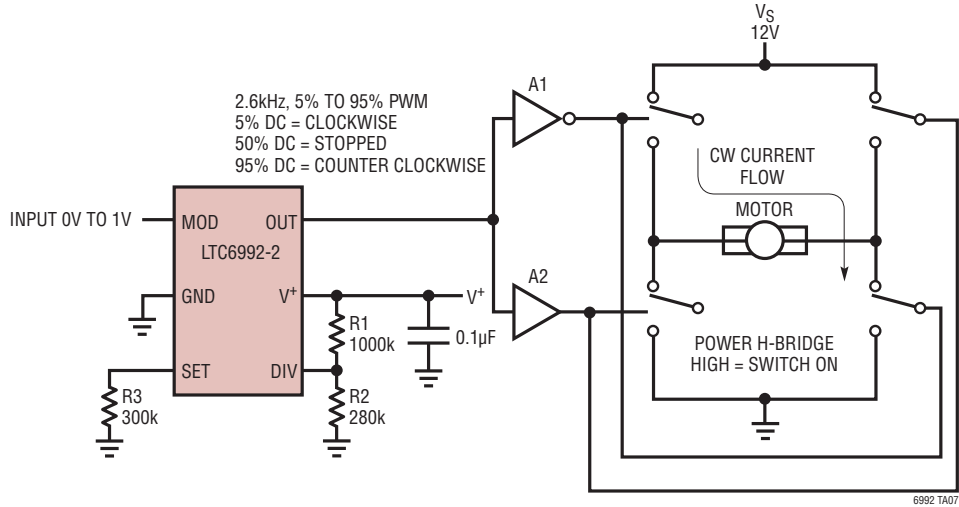 V_S
12V
A1
2.6kHz, 5% TO 95% PWM
5% DC = CLOCKWISE
50% DC = STOPPED
95% DC = COUNTER CLOCKWISE
CW CURRENT
FLOW
MOTOR
INPUT 0V TO 1V
MOD
OUT
LTC6992-2
GND
V+
V+
A2
R1
1000k
0.1µF
POWER H-BRIDGE
HIGH = SWITCH ON
SET
DIV
R3
300k
R2
280k
6992 TA07